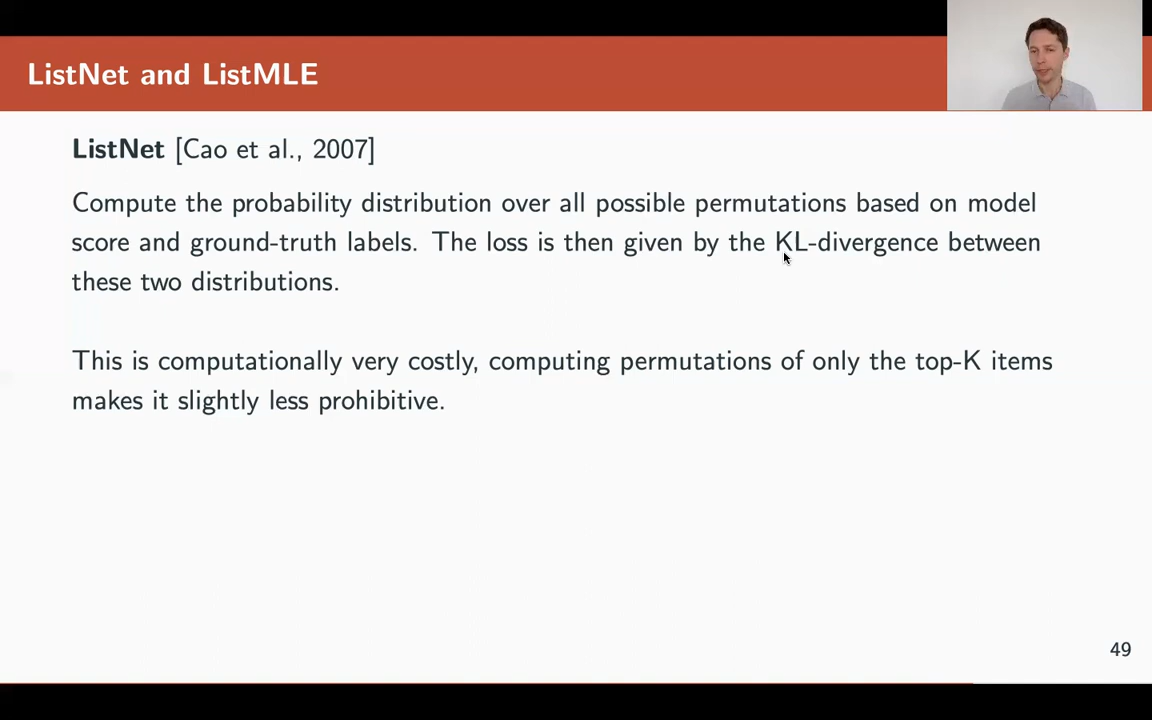 ListNet and ListMLE
ListNet [Cao et al., 2007]
Compute the probability distribution over all possible permutations based on model
score and ground-truth labels. The loss is then given by the KL-divergence between
these two distributions.
This is computationally very costly, computing permutations of only the top-K items
makes it slightly less prohibitive.
49